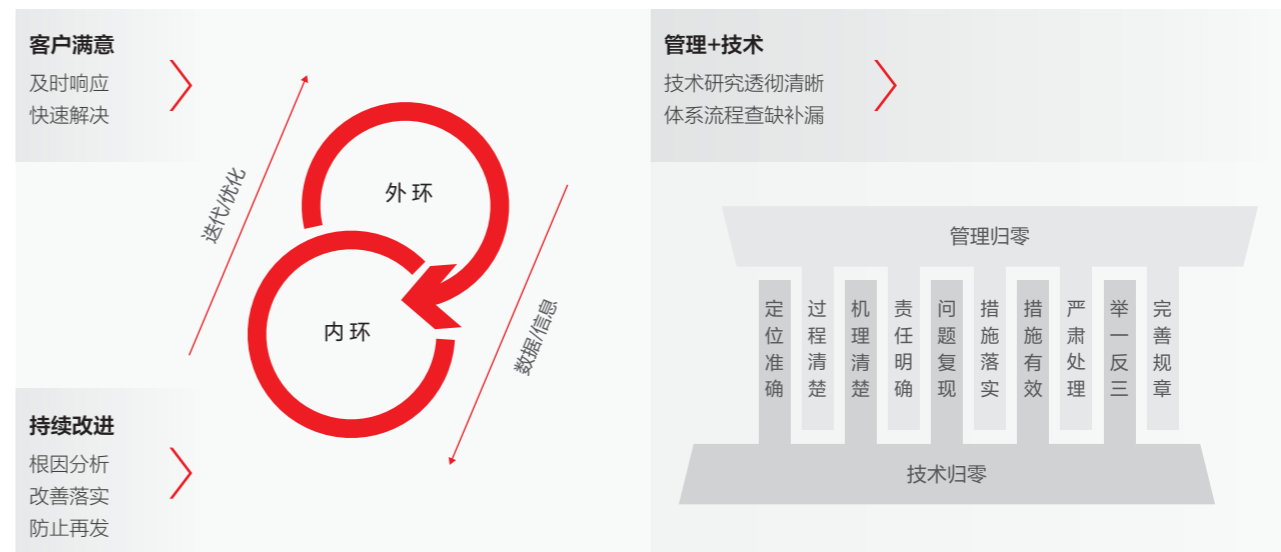 客户满意
及时响应
快速解决
迭代/优化
外 环
内 环
数据/信息
持续改进
根因分析
改善落实
防止再发
管理+技术
技术研究透彻清晰
体系流程查缺补漏
管理归零
定位准确
过程清楚
机理清楚
责任明确
问题复现
措施落实
措施有效
严肃处理
举一反三
完善规章
技术归零